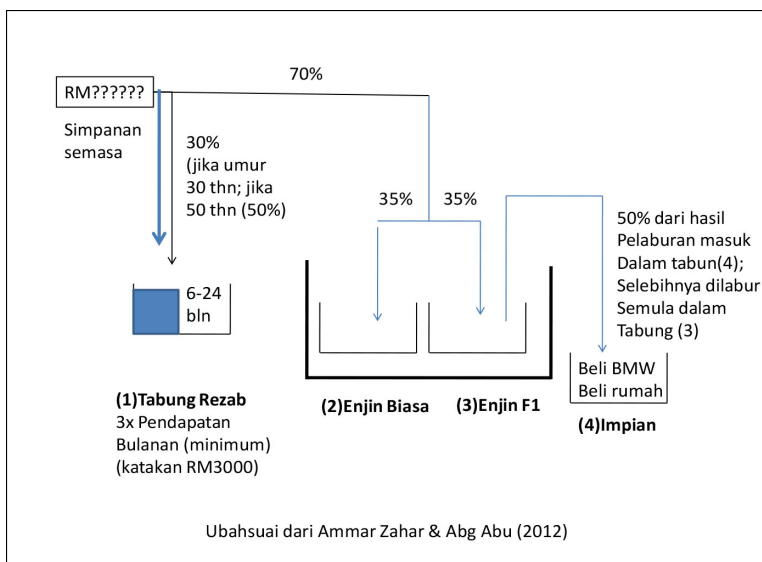 70%
RM??????
Simpanan
semasa
30%
(jika umur
30 thn; jika
50 thn (50%)
35%
35%
50% dari hasil
Pelaburan masuk
Dalam tabun(4);
Selebihnya dilabur
Semula dalam
Tabung (3)
6-24
bln
Beli BMW
Beli rumah
(1)Tabung Rezab
3x Pendapatan
Bulanan (minimum)
(katakan RM3000)
(2)Enjin Biasa
(3)Enjin F1
(4)Impian
Ubahsuai dari Ammar Zahar & Abg Abu (2012)